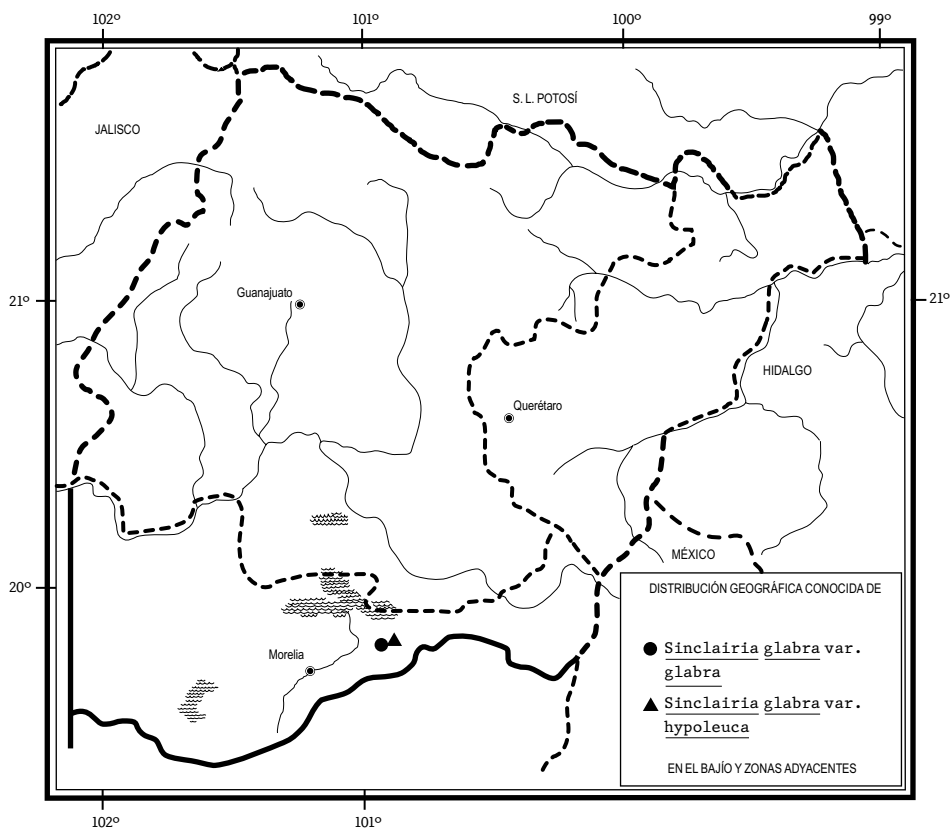 102º 101º 100º 99º
S. L. POTOSÍ
JALISCO
Guanajuato
21º 21º
HIDALGO
Querétaro
MÉXICO
20º
DISTRIBUCIÓN GEOGRÁFICA CONOCIDA DE
Sinclairia glabra var.
glabra
Sinclairia glabra var.
hypoleuca
EN EL BAJÍO Y ZONAS ADYACENTES
Morelia
102º 101º